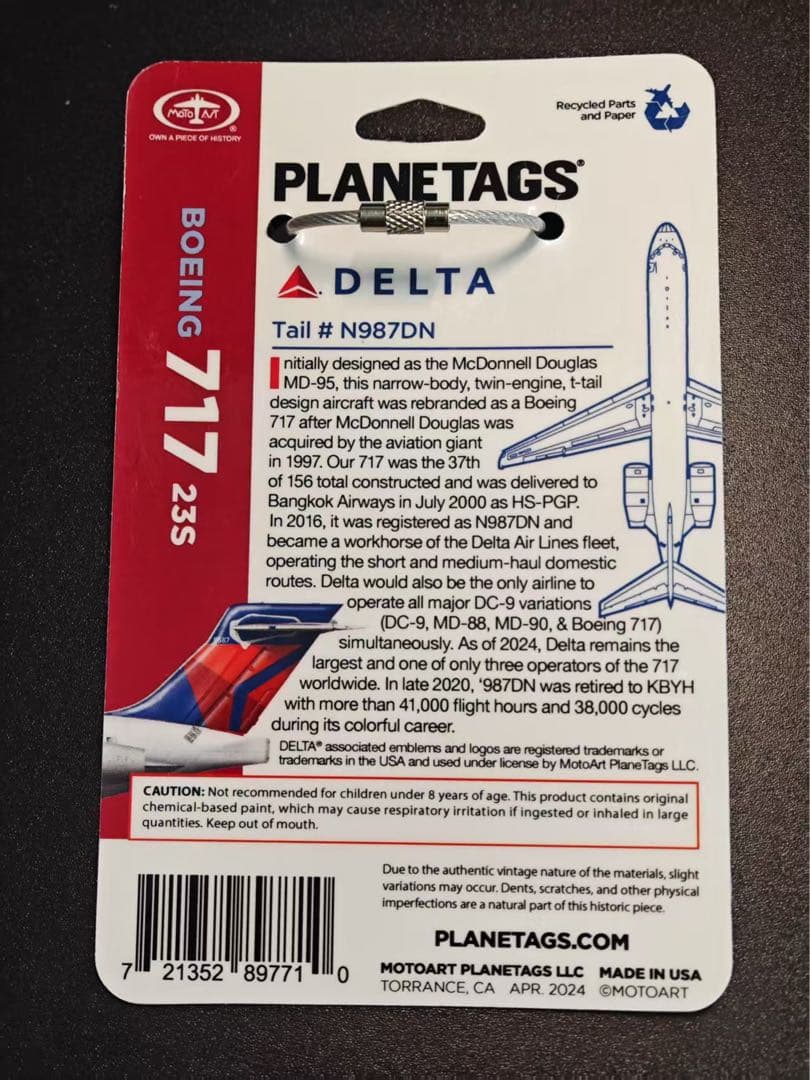 MotoArt
®
OWN A PIECE OF HISTORY
Recycled Parts
and Paper
BOEING 717 23S
PLANETAGS®
DELTA
Tail # N987DN
Initially designed as the McDonnell Douglas
MD-95, this narrow-body, twin-engine, t-tail
design aircraft was rebranded as a Boeing
717 after McDonnell Douglas was
acquired by the aviation giant
in 1997. Our 717 was the 37th
of 156 total constructed and was delivered to
Bangkok Airways in July 2000 as HS-PGP.
In 2016, it was registered as N987DN and
became a workhorse of the Delta Air Lines fleet,
operating the short and medium-haul domestic
routes. Delta would also be the only airline to
operate all major DC-9 variations
(DC-9, MD-88, MD-90, & Boeing 717)
simultaneously. As of 2024, Delta remains the
largest and one of only three operators of the 717
worldwide. In late 2020, '987DN was retired to KBYH
with more than 41,000 flight hours and 38,000 cycles
during its colorful career.
DELTA® associated emblems and logos are registered trademarks or
trademarks in the USA and used under license by MotoArt PlaneTags LLC.
CAUTION: Not recommended for children under 8 years of age. This product contains original
chemical-based paint, which may cause respiratory irritation if ingested or inhaled in large
quantities. Keep out of mouth.
Due to the authentic vintage nature of the materials, slight
variations may occur. Dents, scratches, and other physical
imperfections are a natural part of this historic piece.
PLANETAGS.COM
MOTOART PLANETAGS LLC MADE IN USA
TORRANCE, CA APR. 2024 ©MOTOART
7 21352 89771 0